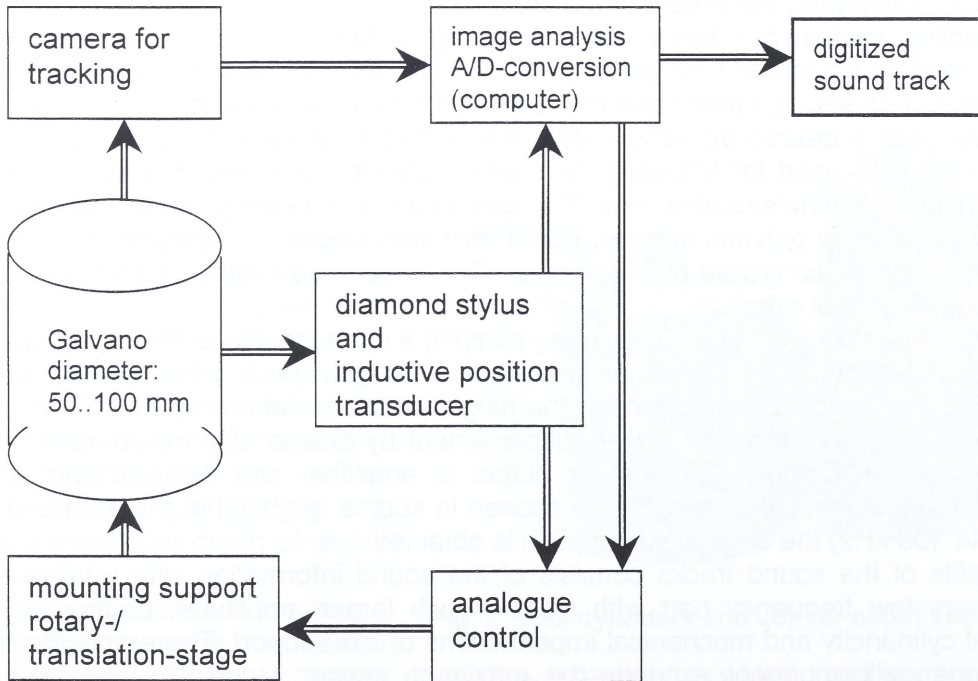 camera for
tracking
image analysis
A/D-conversion
(computer)
digitized
sound track
Galvano
diameter:
50..100 mm
diamond stylus
and
inductive position
transducer
mounting support
rotary-/
translation-stage
analogue
control